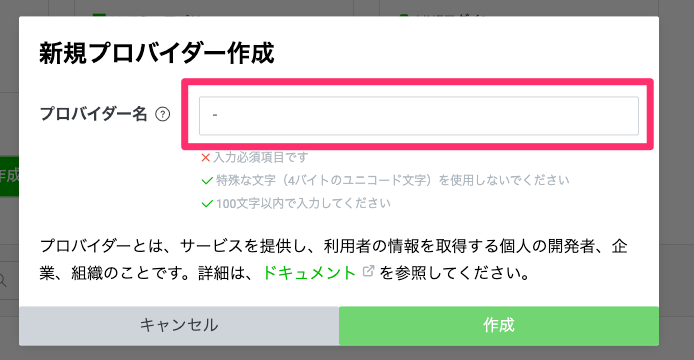 新規プロバイダー作成
プロバイダー名 ?
-
×入力必須項目です
✓特殊な文字（4バイトのユニコード文字）を使用しないでください
✓100文字以内で入力してください
作成
プロバイダーとは、サービスを提供し、利用者の情報を取得する個人の開発者、企
業、組織のことです。詳細は、ドキュメント を参照してください。
キャンセル
作成